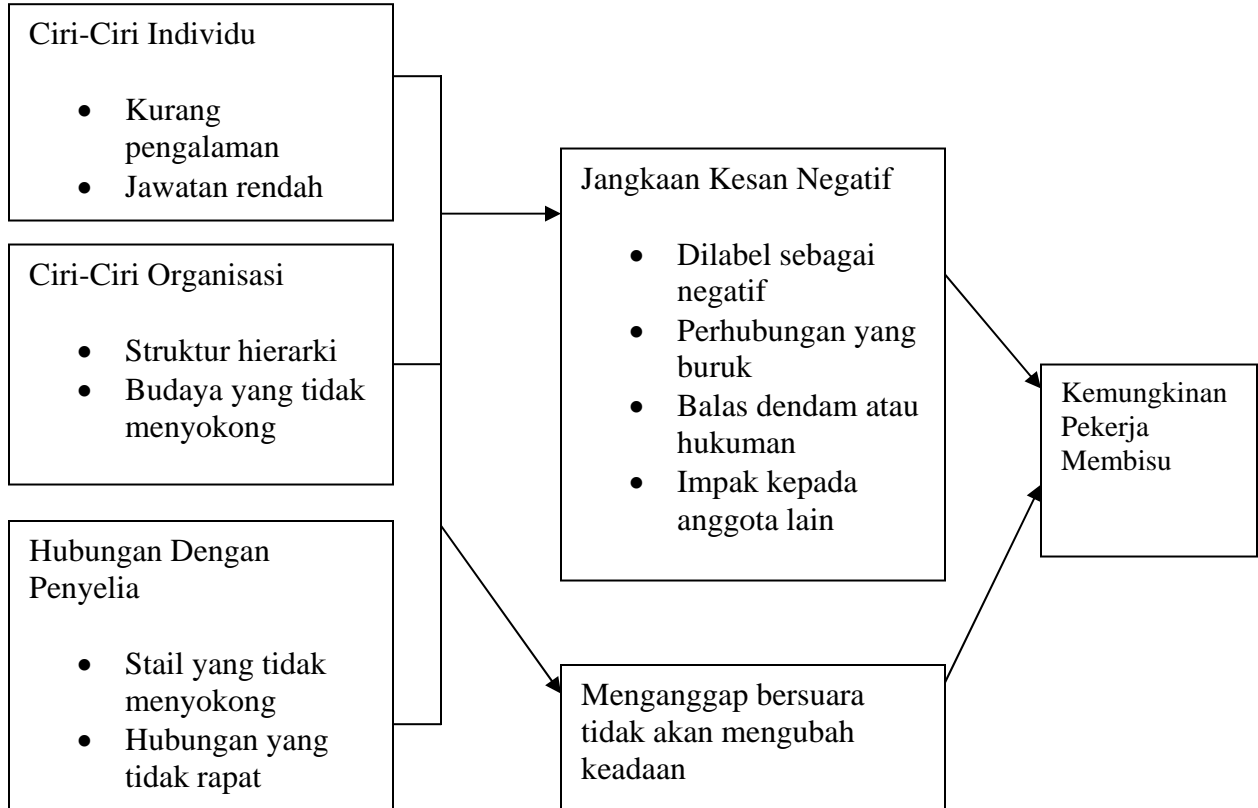 Ciri-Ciri Individu
• Kurang
pengalaman
• Jawatan rendah
Ciri-Ciri Organisasi
• Struktur hierarki
• Budaya yang tidak
menyokong
Hubungan Dengan
Penyelia
• Stail yang tidak
menyokong
• Hubungan yang
tidak rapat
Jangkaan Kesan Negatif
• Dilabel sebagai
negatif
• Perhubungan yang
buruk
• Balas dendam atau
hukuman
• Impak kepada
anggota lain
Menganggap bersuara
tidak akan mengubah
keadaan
Kemungkinan
Pekerja
Membisu